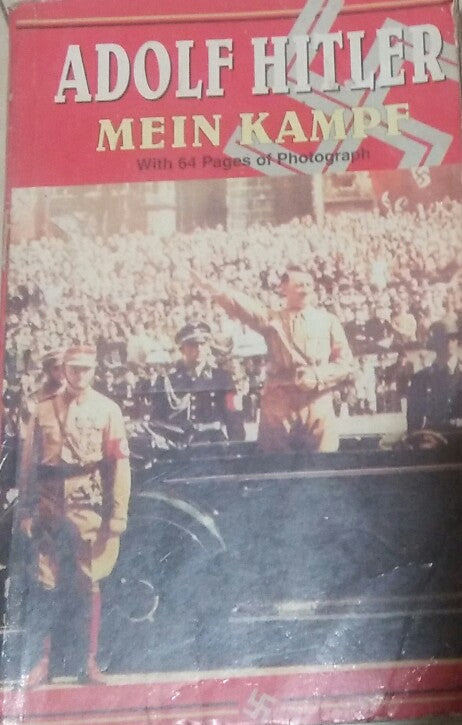 ADOLF HITLER
MEIN KAMPF
With 64 Pages of Photograph